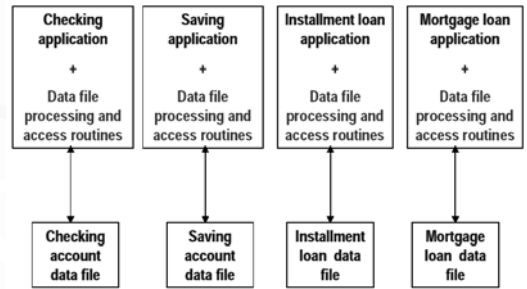 Checking
application
+
Data file
processing and
access routines
Saving
application
+
Data file
processing and
access routines
Installment loan
application
+
Data file
processing and
access routines
Mortgage loan
application
+
Data file
processing and
access routines
Checking
account
data file
Saving
account
data file
Installment
loan data
file
Mortgage
loan data
file